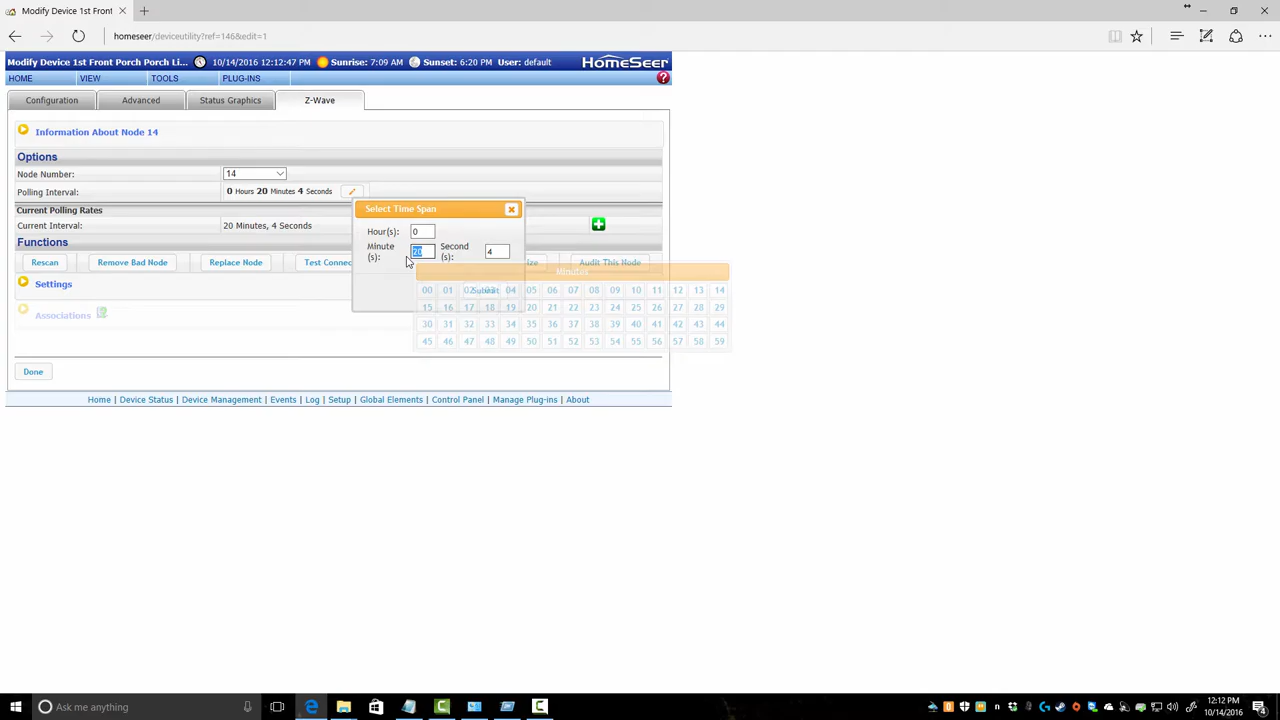 Modify Device 1st Front
homeseer/deviceutility?ref=146&edit=1
Modify Device 1st Front Porch Porch Li... 10/14/2016 12:12:47 PM Sunrise: 7:09 AM Sunset: 6:20 PM User: default HomeSeer
HOME VIEW TOOLS PLUG-INS
Configuration Advanced Status Graphics Z-Wave
Information About Node 14
Options
Node Number: 14
Polling Interval: 0 Hours 20 Minutes 4 Seconds
Select Time Span
Current Polling Rates
Current Interval: 20 Minutes, 4 Seconds
Hour(s): 0
Functions
Minute (s): 20 Second (s): 4
Rescan Remove Bad Node Replace Node Test Connec ize Audit This Node
Minutes
Settings
Submit
00 01 02 03 04 05 06 07 08 09 10 11 12 13 14
15 16 17 18 19 20 21 22 23 24 25 26 27 28 29
Associations
30 31 32 33 34 35 36 37 38 39 40 41 42 43 44
45 46 47 48 49 50 51 52 53 54 55 56 57 58 59
Done
Home | Device Status | Device Management | Events | Log | Setup | Global Elements | Control Panel | Manage Plug-ins | About
Ask me anything
12:12 PM
10/14/2016